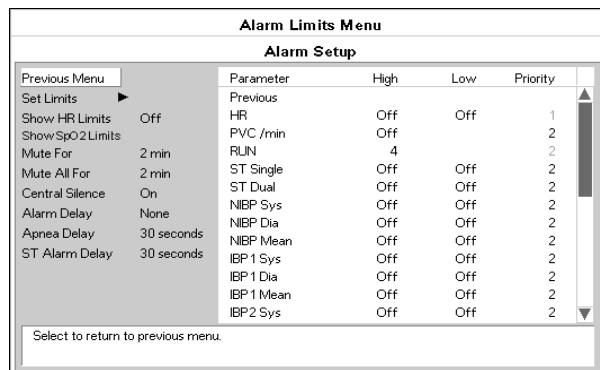 Alarm Limits Menu
Alarm Setup
Previous Menu
Set Limits
Show HR Limits Off
Show SpO2 Limits
Mute For 2 min
Mute All For 2 min
Central Silence On
Alarm Delay None
Apnea Delay 30 seconds
ST Alarm Delay 30 seconds
Parameter High Low Priority
Previous
HR Off Off 1
PVC /min Off 2
RUN 4 2
ST Single Off Off 2
ST Dual Off Off 2
NIBP Sys Off Off 2
NIBP Dia Off Off 2
NIBP Mean Off Off 2
IBP1 Sys Off Off 2
IBP1 Dia Off Off 2
IBP1 Mean Off Off 2
IBP2 Sys Off Off 2
Select to return to previous menu.